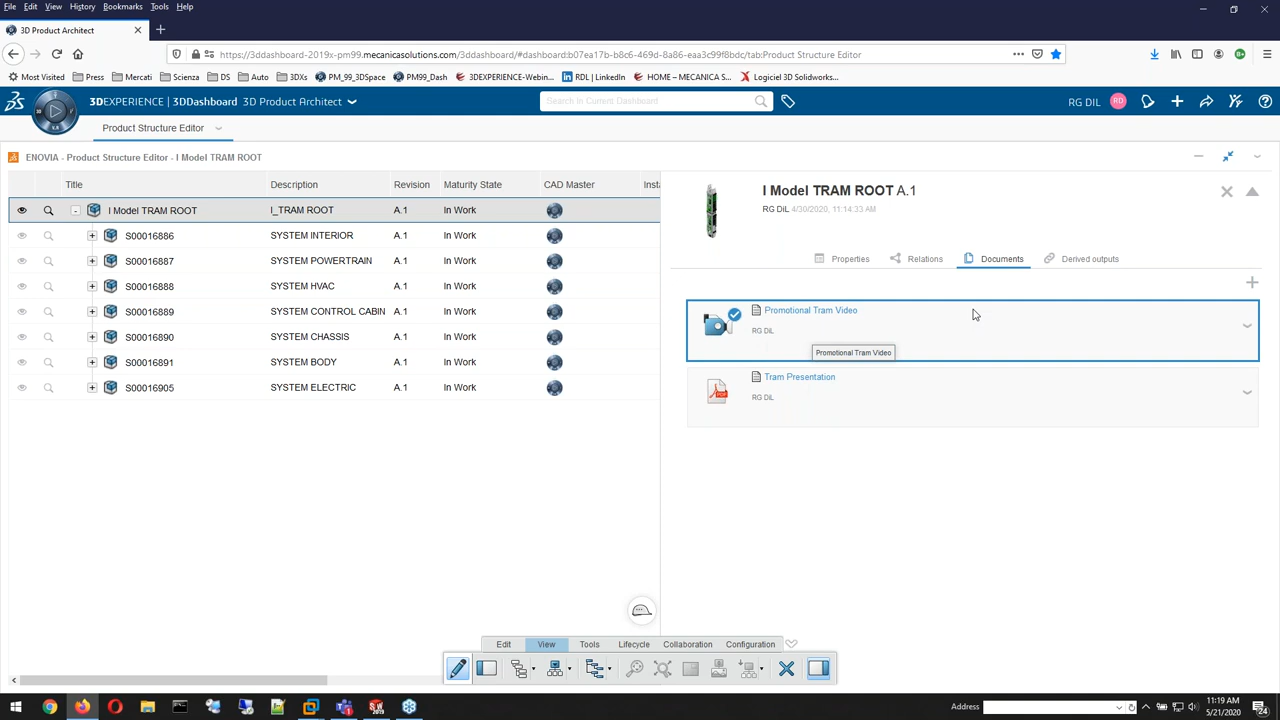 File Edit View History Bookmarks Tools Help
3D Product Architect
https://3ddashboard-2019x-pm99.mecanicasolutions.com/3ddashboard/#dashboard:b07ea17b-b8c6-469d-8a86-eaa3c99f8bdc/tab:Product Structure Editor
Most Visited Press Mercati Scienza DS Auto 3DXs PM_99_3DSpace PM99_Dash 3DEXPERIENCE-Webin... RDL | LinkedIn HOME – MECANICA S... Logiciel 3D Solidworks...
3DEXPERIENCE | 3DDashboard 3D Product Architect
Search In Current Dashboard
RG DIL RD
Product Structure Editor
ENOVIA - Product Structure Editor - I Model TRAM ROOT
Title Description Revision Maturity State CAD Master Insta
I Model TRAM ROOT I_TRAM ROOT A.1 In Work
S00016886 SYSTEM INTERIOR A.1 In Work
S00016887 SYSTEM POWERTRAIN A.1 In Work
S00016888 SYSTEM HVAC A.1 In Work
S00016889 SYSTEM CONTROL CABIN A.1 In Work
S00016890 SYSTEM CHASSIS A.1 In Work
S00016891 SYSTEM BODY A.1 In Work
S00016905 SYSTEM ELECTRIC A.1 In Work
I Model TRAM ROOT A.1
RG DiL 4/30/2020, 11:14:33 AM
Properties Relations Documents Derived outputs
Promotional Tram Video
RG DiL
Promotional Tram Video
Tram Presentation
PDF
RG DiL
Edit View Tools Lifecycle Collaboration Configuration
Address
11:19 AM
5/21/2020
24